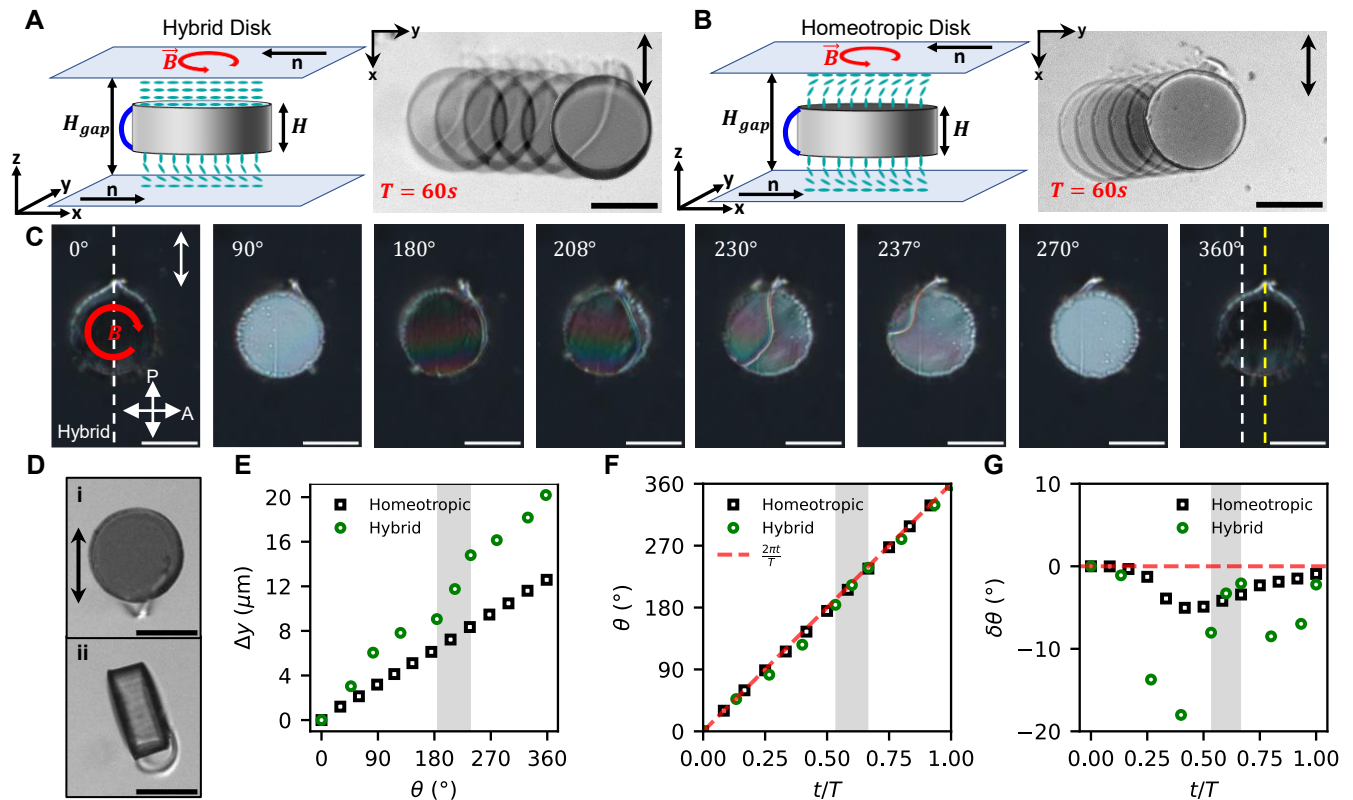 A
Hybrid Disk
B
n
H_gap
H
z
y
n
x
y
x
T = 60s
B
Homeotropic Disk
B
n
H_gap
H
z
y
n
x
y
x
T = 60s
C
0°
90°
180°
208°
230°
237°
270°
360°
B
P
A
Hybrid
D
i
ii
E
20
16
12
8
4
0
Δy (μm)
Homeotropic
Hybrid
0 90 180 270 360
θ (°)
F
360
270
180
90
0
θ (°)
Homeotropic
Hybrid
2πt/T
0.00 0.25 0.50 0.75 1.00
t/T
G
10
0
−10
−20
δθ (°)
Homeotropic
Hybrid
0.00 0.25 0.50 0.75 1.00
t/T